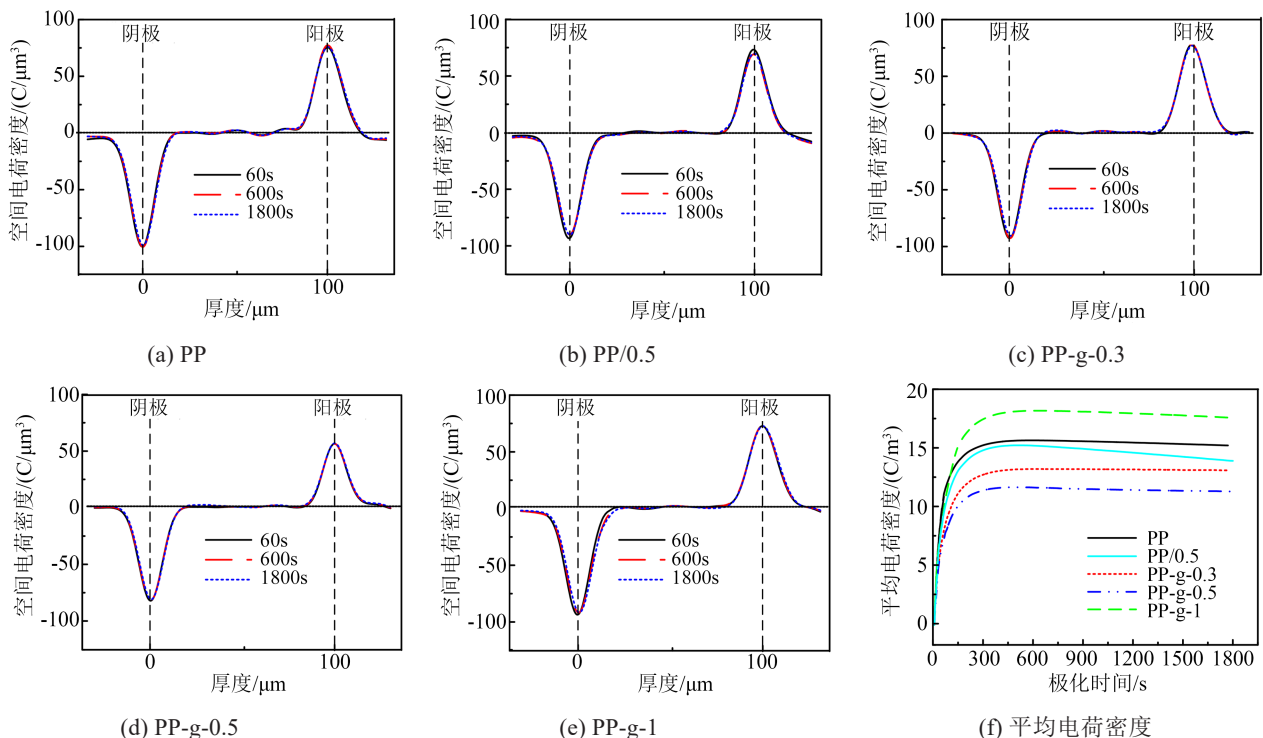 100
阴极
阳极
空间电荷密度/(C/μm³)
50
0
-50
-100
60s
600s
1800s
0
100
厚度/μm
(a) PP
100
阴极
阳极
空间电荷密度/(C/μm³)
50
0
-50
-100
60s
600s
1800s
0
100
厚度/μm
(b) PP/0.5
阴极
阳极
空间电荷密度/(C/μm³)
50
0
-50
-100
60s
600s
1800s
0
100
厚度/μm
(c) PP-g-0.3
100
阴极
阳极
空间电荷密度/(C/μm³)
50
0
-50
-100
60s
600s
1800s
0
100
厚度/μm
(d) PP-g-0.5
100
阴极
阳极
空间电荷密度/(C/μm³)
50
0
-50
-100
60s
600s
1800s
0
100
厚度/μm
(e) PP-g-1
平均电荷密度/(C/m³)
20
15
10
5
0
PP
PP/0.5
PP-g-0.3
PP-g-0.5
PP-g-1
0 300 600 900 1200 1500 1800
极化时间/s
(f) 平均电荷密度